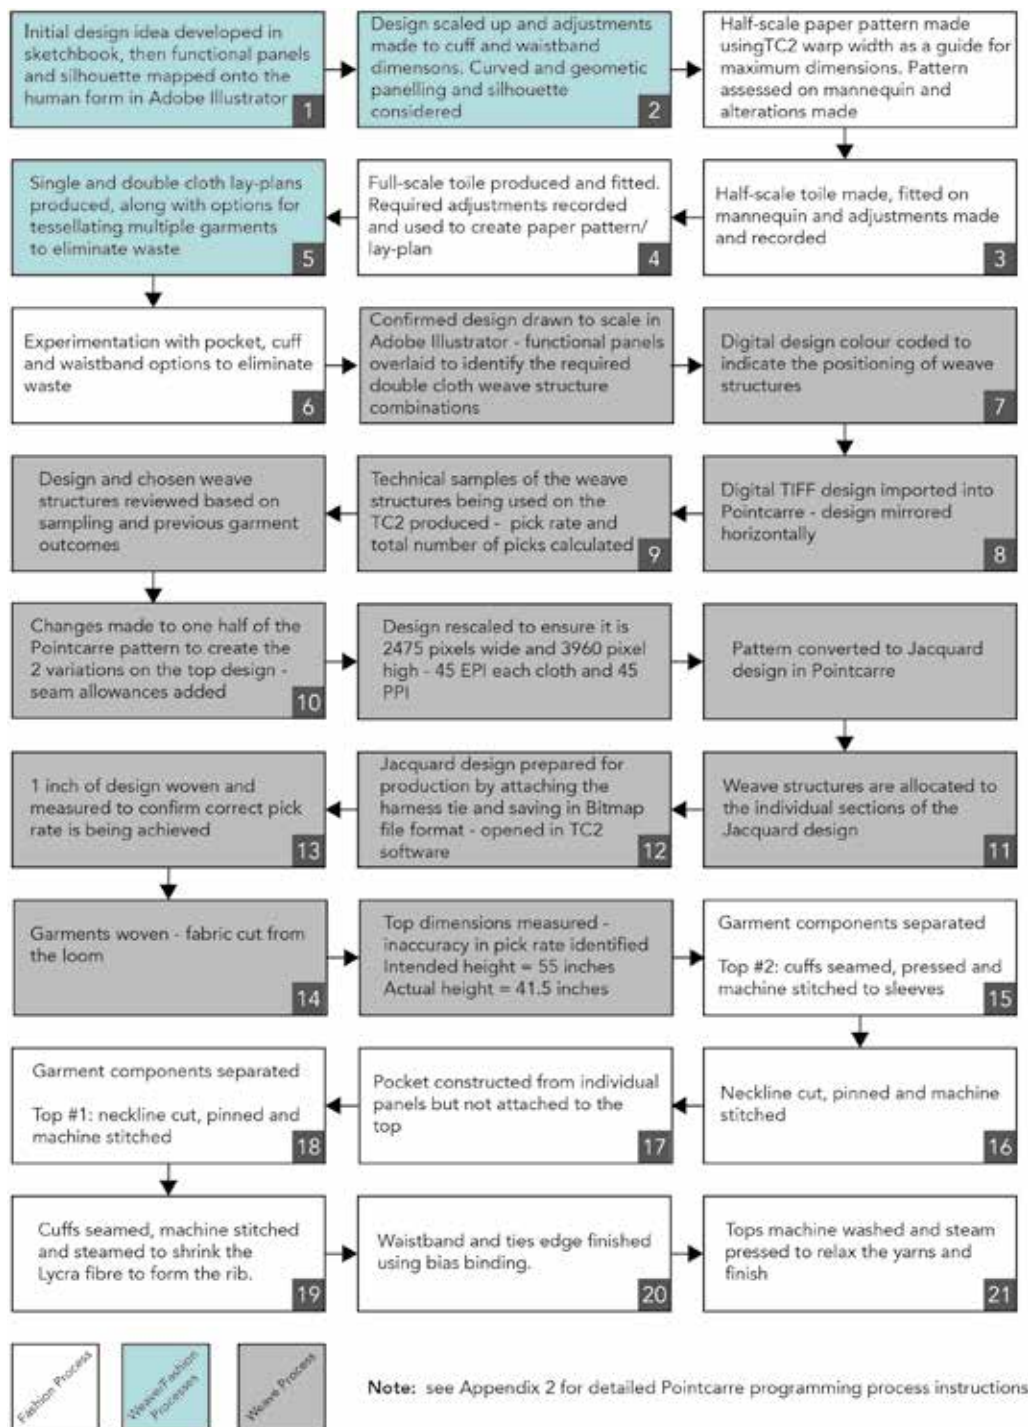 Initial design idea developed in
sketchbook, then functional panels
and silhouette mapped onto the
human form in Adobe Illustrator
1
Design scaled up and adjustments
made to cuff and waistband
dimensons. Curved and geometic
panelling and silhouette
considered
2
Half-scale paper pattern made
usingTC2 warp width as a guide for
maximum dimensions. Pattern
assessed on mannequin and
alterations made
Half-scale toile made, fitted on
mannequin and adjustments made
and recorded
3
Full-scale toile produced and fitted.
Required adjustments recorded
and used to create paper pattern/
lay-plan
4
Single and double cloth lay-plans
produced, along with options for
tessellating multiple garments
to eliminate waste
5
Experimentation with pocket, cuff
and waistband options to eliminate
waste
6
Confirmed design drawn to scale in
Adobe Illustrator - functional panels
overlaid to identify the required
double cloth weave structure
combinations
Digital design colour coded to
indicate the positioning of weave
structures
7
Digital TIFF design imported into
Pointcarre - design mirrored
horizontally
8
Technical samples of the weave
structures being used on the
TC2 produced - pick rate and
total number of picks calculated
9
Design and chosen weave
structures reviewed based on
sampling and previous garment
outcomes
Changes made to one half of the
Pointcarre pattern to create the
2 variations on the top design -
seam allowances added
10
Design rescaled to ensure it is
2475 pixels wide and 3960 pixel
high - 45 EPI each cloth and 45
PPI
Pattern converted to Jacquard
design in Pointcarre
Weave structures are allocated to
the individual sections of the
Jacquard design
11
Jacquard design prepared for
production by attaching the
harness tie and saving in Bitmap
file format - opened in TC2
software
12
1 inch of design woven and
measured to confirm correct pick
rate is being achieved
13
Garments woven - fabric cut from
the loom
14
Top dimensions measured -
inaccuracy in pick rate identified
Intended height = 55 inches
Actual height = 41.5 inches
Garment components separated
Top #2: cuffs seamed, pressed and
machine stitched to sleeves
15
Neckline cut, pinned and machine
stitched
16
Pocket constructed from individual
panels but not attached to the
top
17
Garment components separated
Top #1: neckline cut, pinned and
machine stitched
18
Cuffs seamed, machine stitched
and steamed to shrink the
Lycra fibre to form the rib.
19
Waistband and ties edge finished
using bias binding.
20
Tops machine washed and steam
pressed to relax the yarns and
finish
21
Fashion Process
Weave/Fashion
Processes
Weave Process
Note: see Appendix 2 for detailed Pointcarre programming process instructions